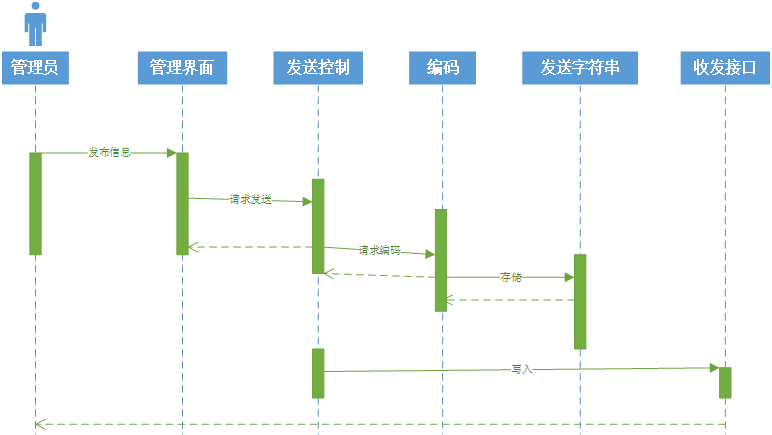 管理员
管理界面
发送控制
编码
发送字符串
收发接口
发布信息
请求发送
请求编码
存储
写入